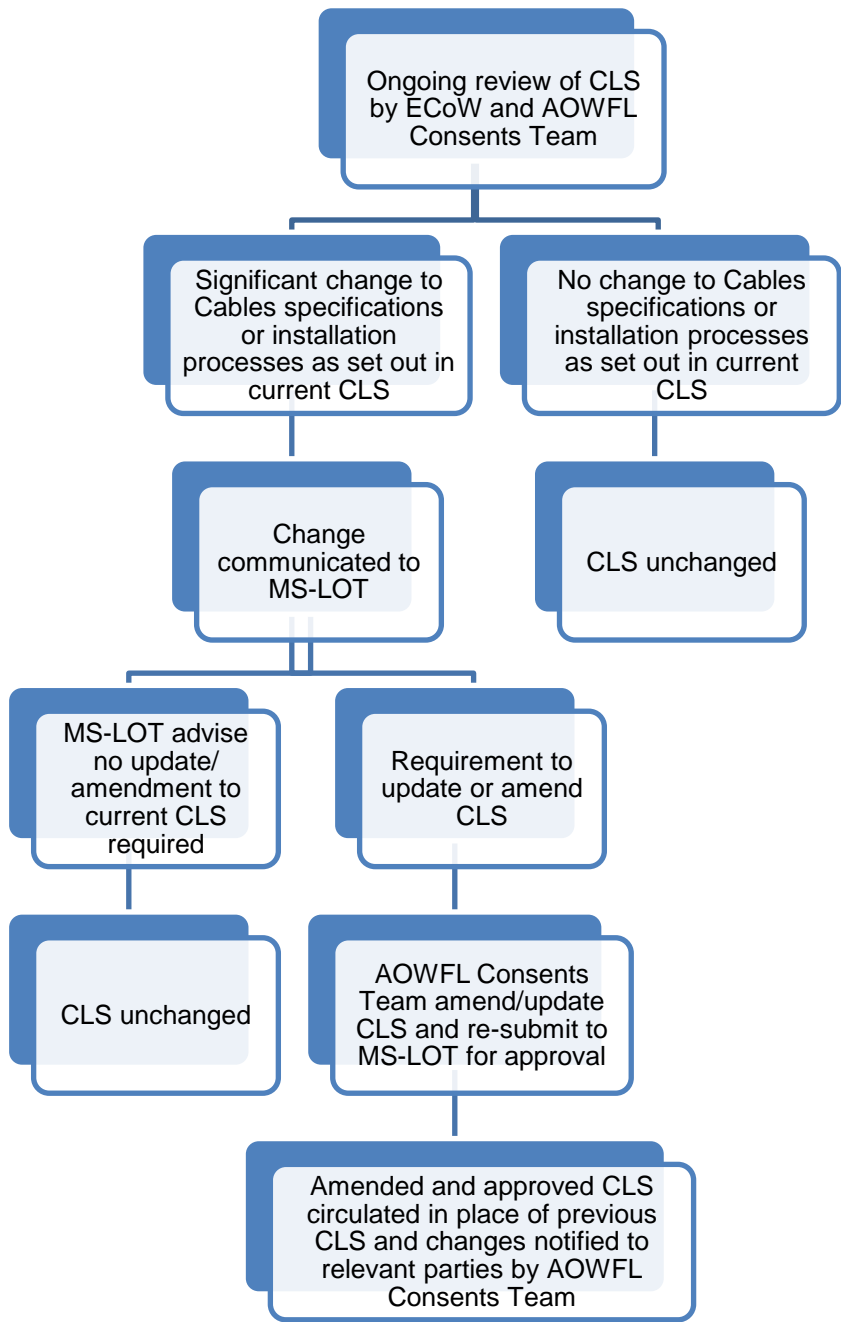 Ongoing review of CLS
by ECoW and AOWFL
Consents Team
Significant change to
Cables specifications
or installation
processes as set out in
current CLS
No change to Cables
specifications or
installation processes
as set out in current
CLS
Change
communicated to
MS-LOT
CLS unchanged
MS-LOT advise
no update/
amendment to
current CLS
required
Requirement to
update or amend
CLS
CLS unchanged
AOWFL Consents
Team amend/update
CLS and re-submit to
MS-LOT for approval
Amended and approved CLS
circulated in place of previous
CLS and changes notified to
relevant parties by AOWFL
Consents Team